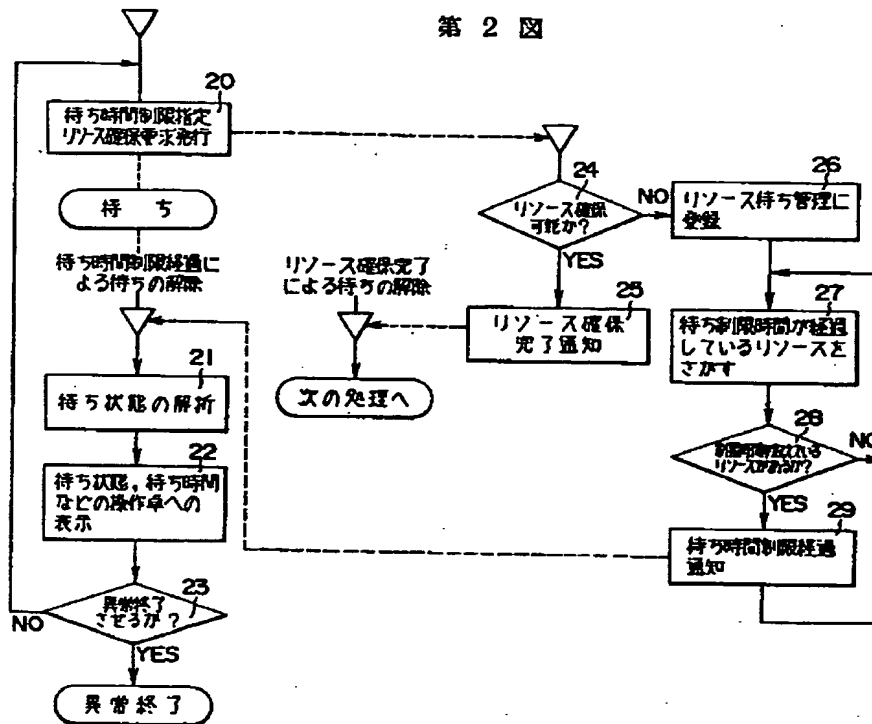 第 2 図
20
待ち時間制限指定
リソース確保要求発行
待 ち
待ち時間制限経過に
よる待ちの解除
21
待ち状態の解析
22
待ち状態,待ち時間
などの操作卓への
表示
23
異常終了
させるか?
NO
YES
異常終了
24
リソース確保
可能か?
NO
YES
リソース確保完了
による待ちの解除
25
リソース確保
完了通知
次の処理へ
26
リソース待ち管理に
登録
27
待ち制限時間が経過
しているリソースを
さがす
28
リソースがあるか?
NO
YES
29
待ち時間制限経過
通知